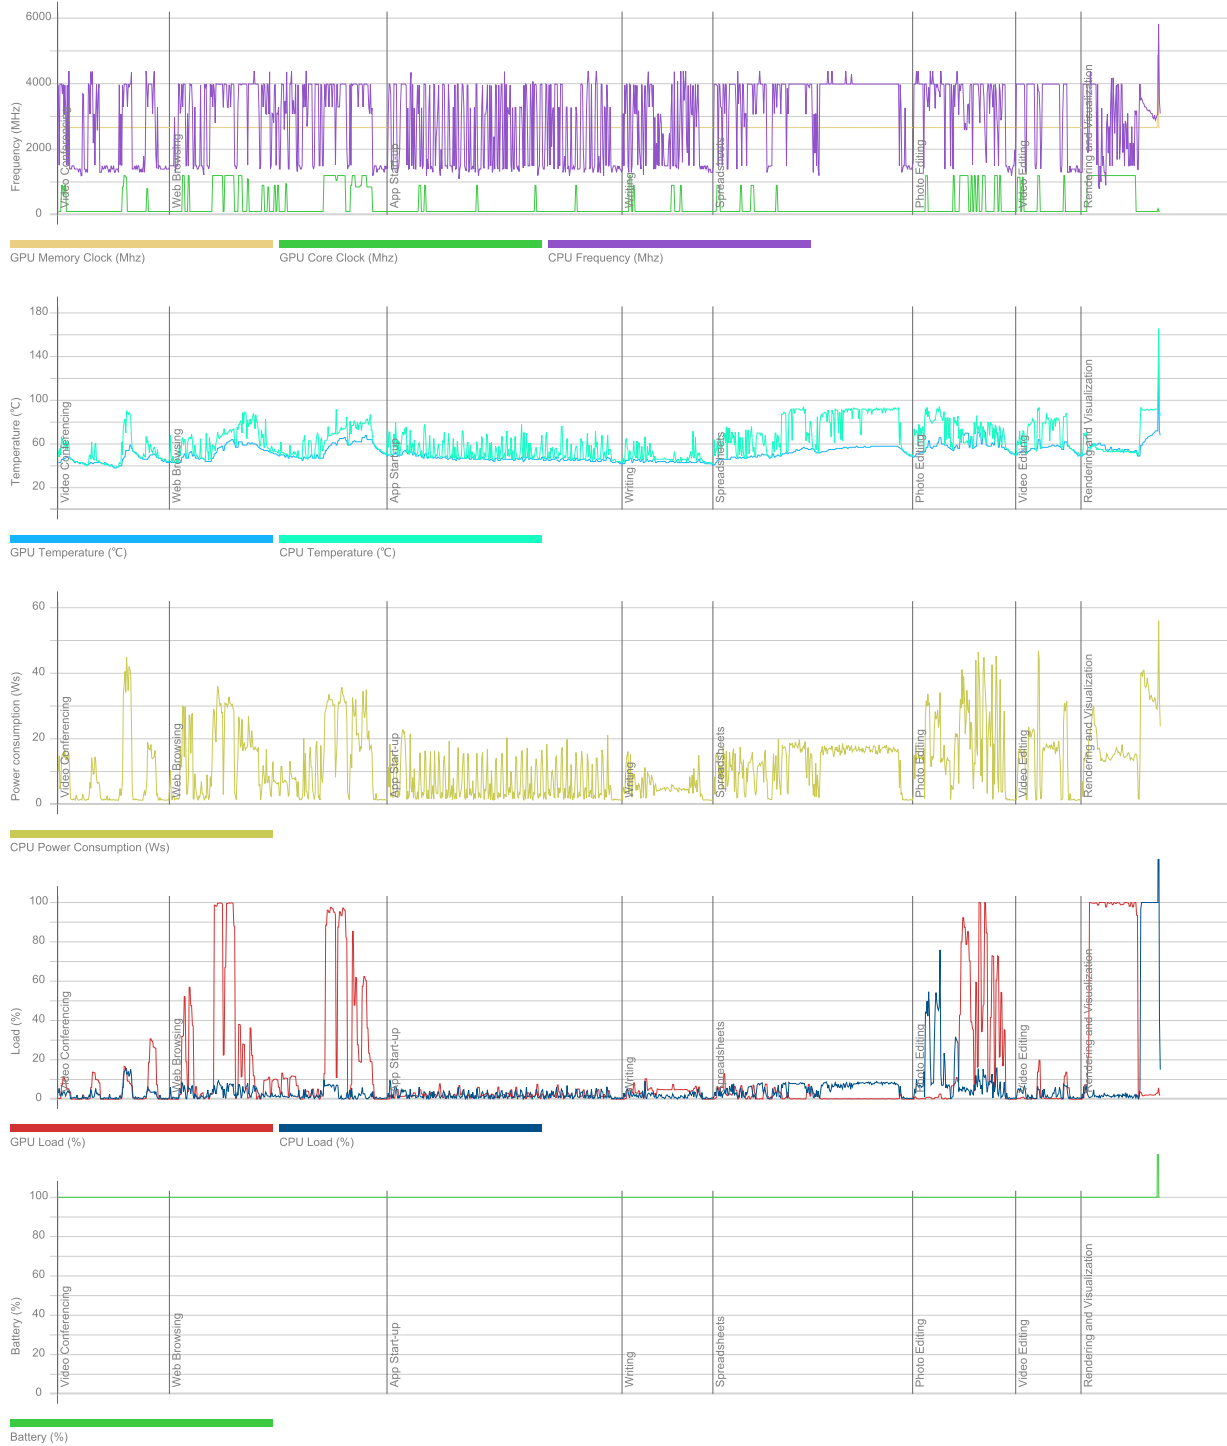 6000
4000
2000
0
Frequency (MHz)
Video Conferencing
Web Browsing
App Start-up
Writing
Spreadsheets
Photo Editing
Video Editing
Rendering and Visualization
GPU Memory Clock (Mhz)
GPU Core Clock (Mhz)
CPU Frequency (Mhz)
180
140
100
60
20
Temperature (°C)
Video Conferencing
Web Browsing
App Start-up
Writing
Spreadsheets
Photo Editing
Video Editing
Rendering and Visualization
GPU Temperature (°C)
CPU Temperature (°C)
60
40
20
0
Power consumption (Ws)
Video Conferencing
Web Browsing
App Start-up
Writing
Spreadsheets
Photo Editing
Video Editing
Rendering and Visualization
CPU Power Consumption (Ws)
100
80
60
40
20
0
Load (%)
Video Conferencing
Web Browsing
App Start-up
Writing
Spreadsheets
Photo Editing
Video Editing
Rendering and Visualization
GPU Load (%)
CPU Load (%)
100
80
60
40
20
0
Battery (%)
Video Conferencing
Web Browsing
App Start-up
Writing
Spreadsheets
Photo Editing
Video Editing
Rendering and Visualization
Battery (%)